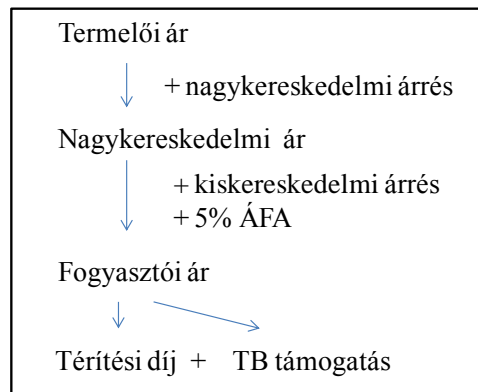 Termelői ár
+ nagykereskedelmi árrés
Nagykereskedelmi ár
+ kiskereskedelmi árrés
+ 5% ÁFA
Fogyasztói ár
Térítési díj + TB támogatás